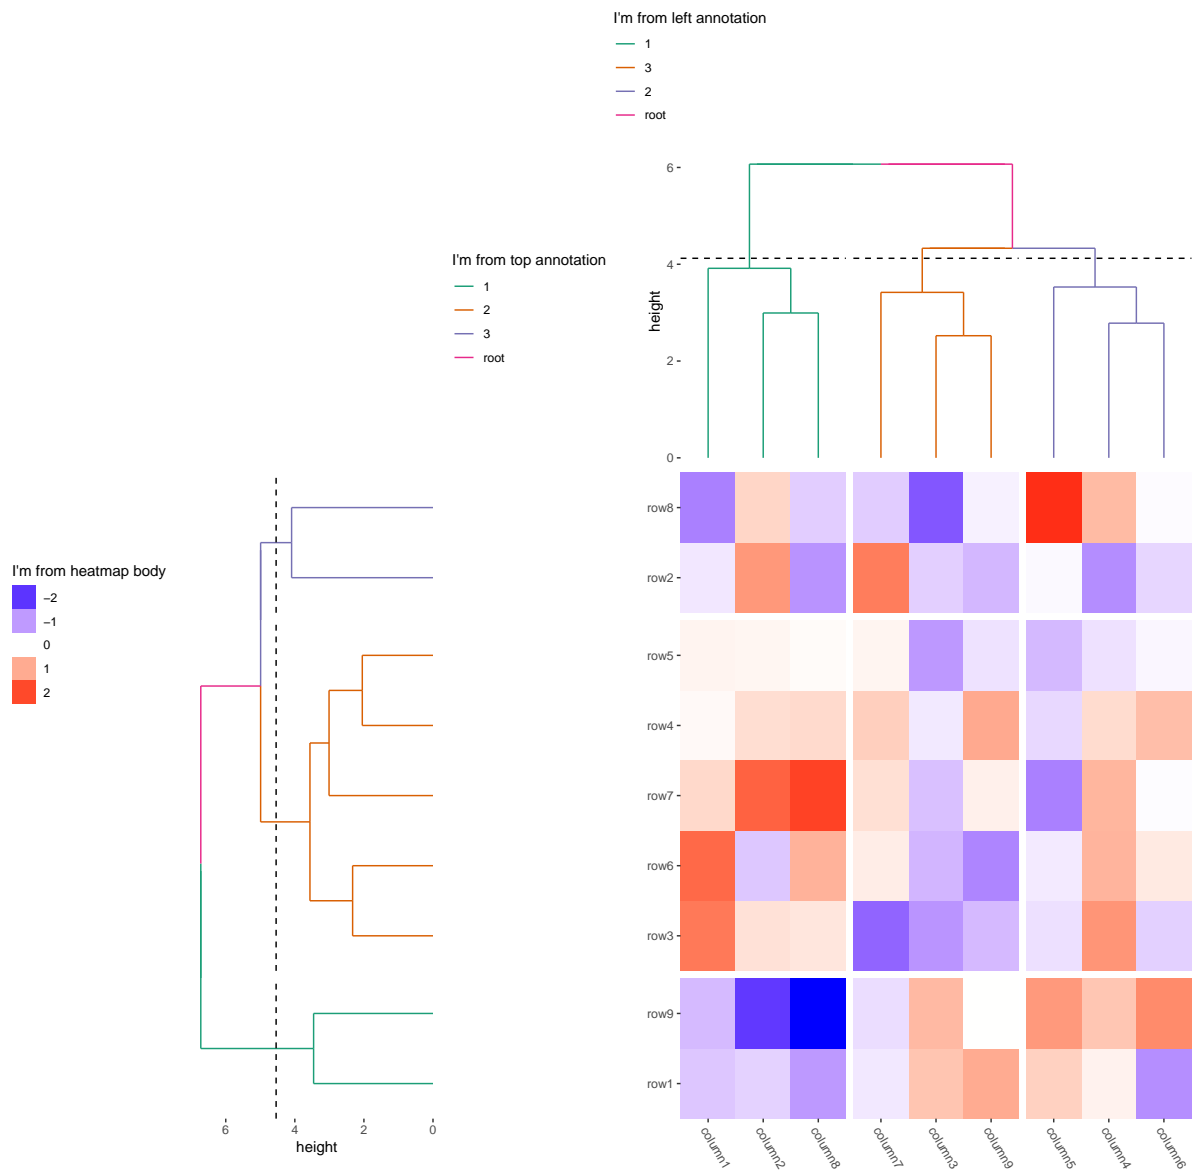 I'm from left annotation
1
3
2
root
6
4
2
0
height
I'm from top annotation
1
2
3
root
I'm from heatmap body
−2
−1
0
1
2
row8
row2
row5
row4
row7
row6
row3
row9
row1
6
4
2
0
height
column1
column2
column8
column7
column3
column9
column5
column4
column6